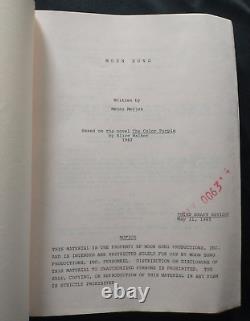 MOON SONG
Written by
Menno Meyjes
Based on the novel The Color Purple
by Alice Walker
1982
0063
THIRD DRAFT REVISED
May 21, 1985
NOTICE
THIS MATERIAL IS THE PROPERTY OF MOON SONG PRODUCTIONS, INC.
AND IS INTENDED AND RESTRICTED SOLELY FOR USE BY MOON SONG
PRODUCTIONS, INC. PERSONNEL. DISTRIBUTION OR DISCLOSURE OF
THIS MATERIAL TO UNAUTHORIZED PERSONS IS PROHIBITED. THE
SALE, COPYING, OR REPRODUCTION OF THIS MATERIAL IN ANY FORM
IS STRICTLY PROHIBITED.